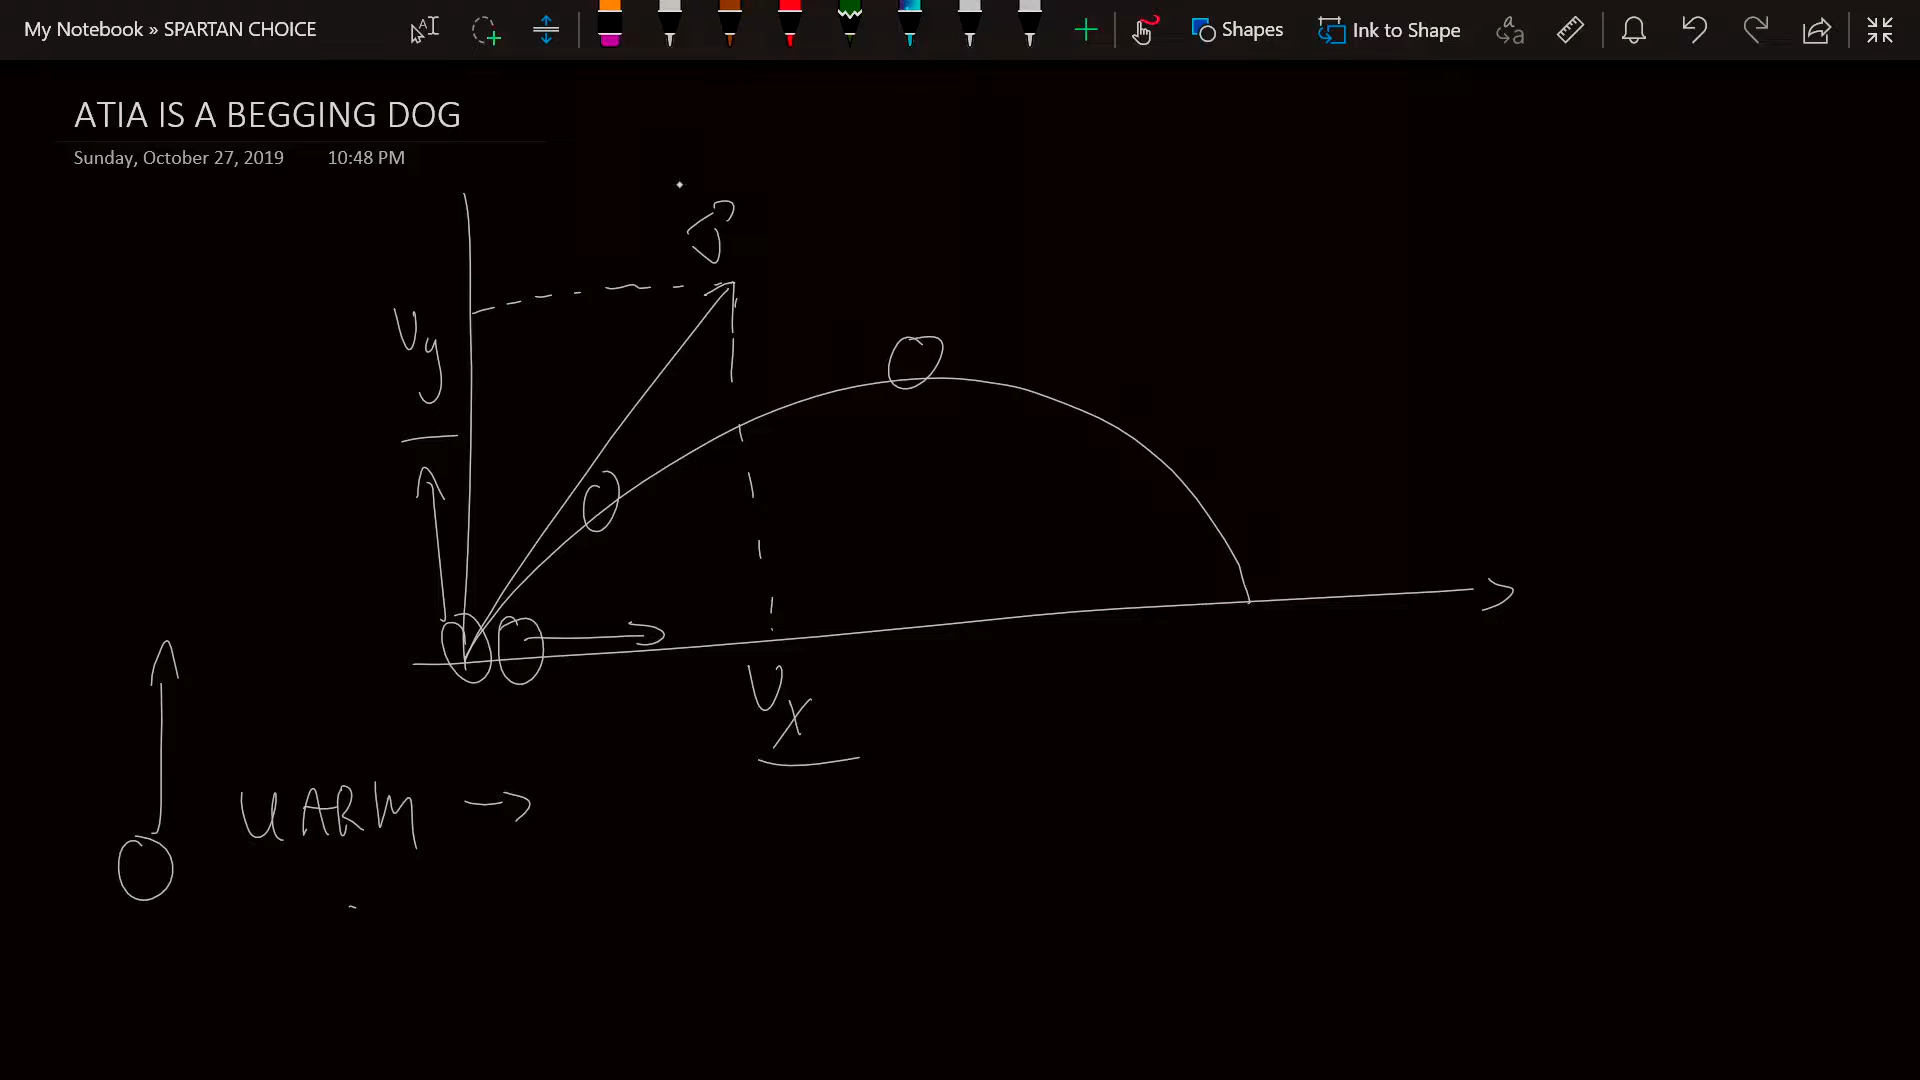 My Notebook » SPARTAN CHOICE
Shapes
Ink to Shape
ATIA IS A BEGGING DOG
Sunday, October 27, 2019 10:48 PM
Vy
Vx
UARM →